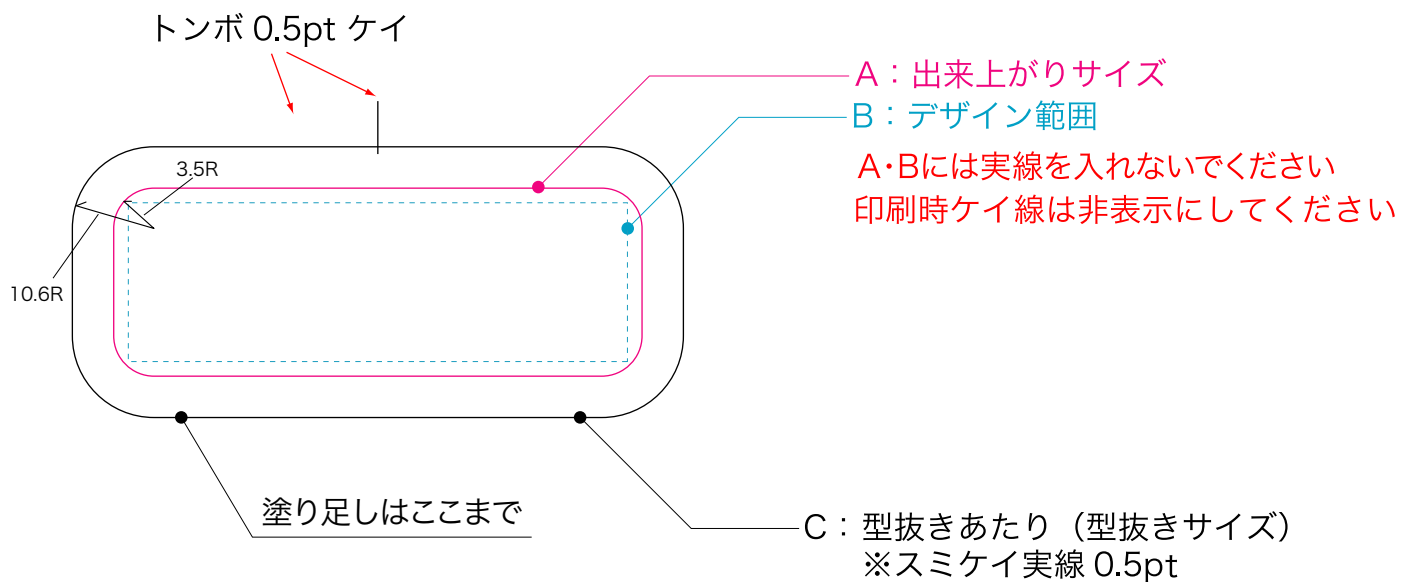 トンボ 0.5pt ケイ
A：出来上がりサイズ
B：デザイン範囲
A・Bには実線を入れないでください
印刷時ケイ線は非表示にしてください
3.5R
10.6R
塗り足しはここまで
C：型抜きあたり（型抜きサイズ）
※スミケイ実線 0.5pt